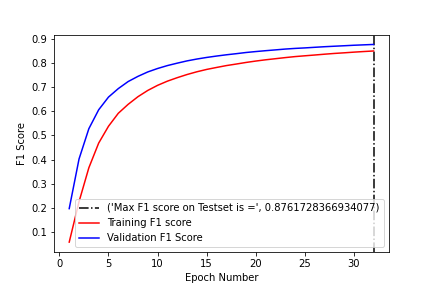 0.9
0.8
0.7
0.6
0.5
0.4
0.3
0.2
0.1
F1 Score
('Max F1 score on Testset is =', 0.8761728366934077)
Training F1 score
Validation F1 Score
0 5 10 15 20 25 30
Epoch Number